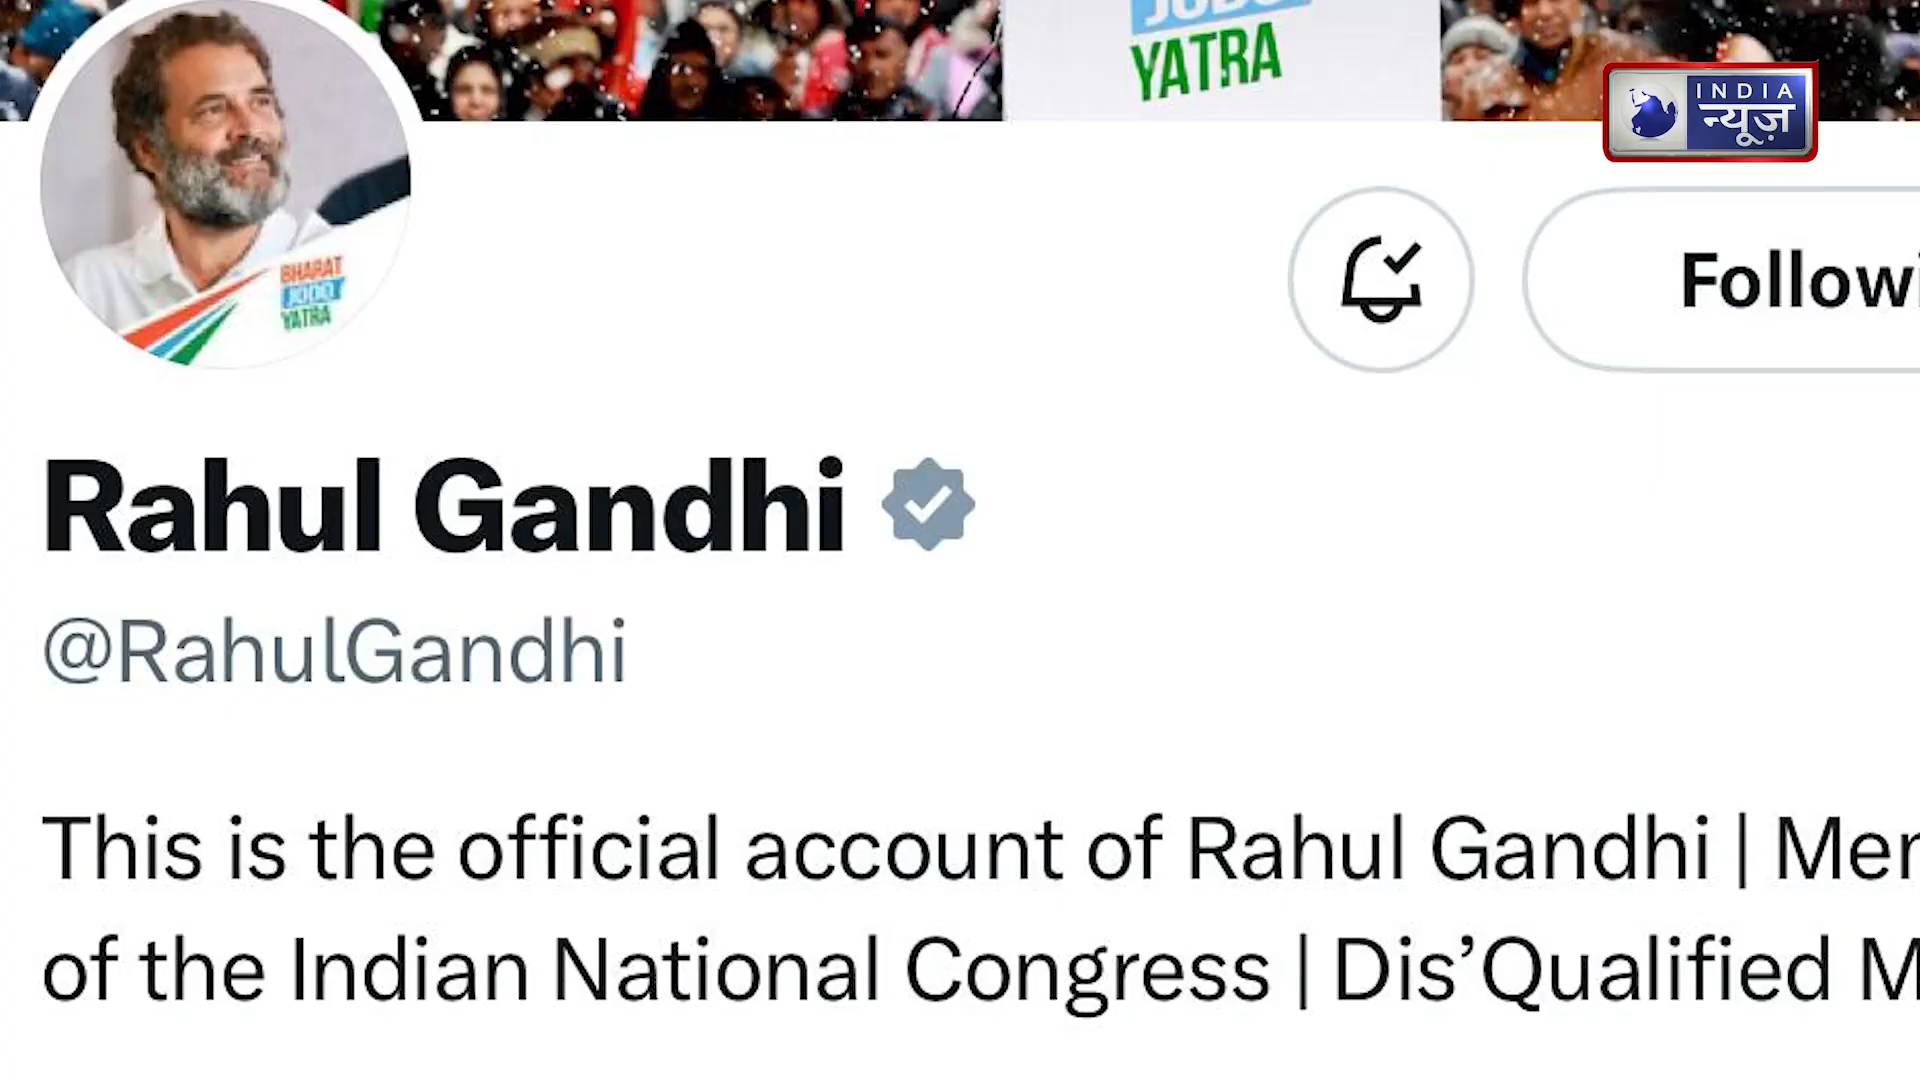 YATRA
INDIA
न्यूज़
BHARAT
JODO
YATRA
Followi
Rahul Gandhi
@RahulGandhi
This is the official account of Rahul Gandhi | Mem
of the Indian National Congress | Dis’Qualified M